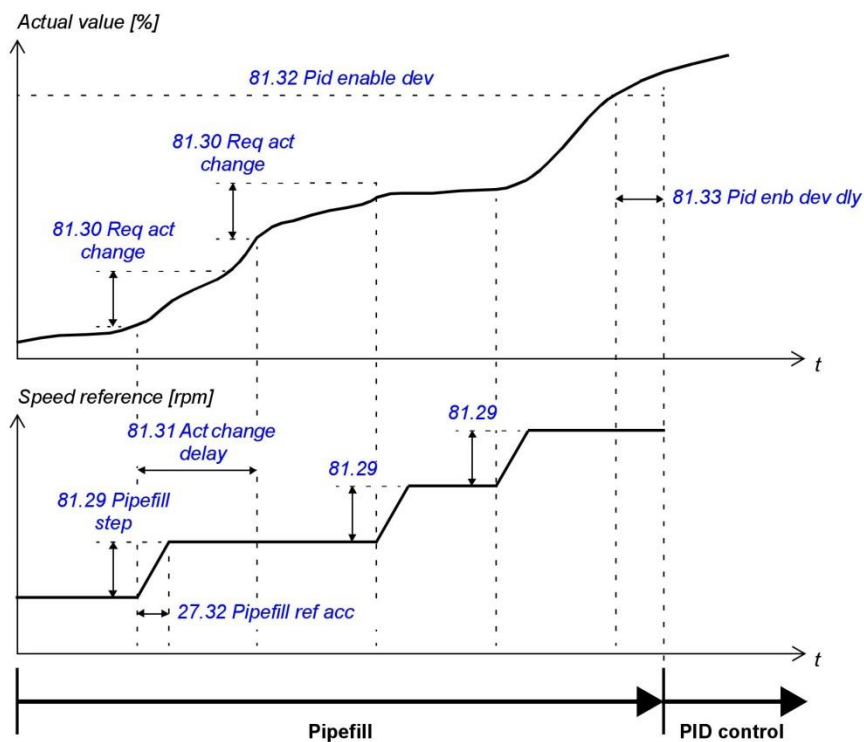 Actual value [%]
81.32 Pid enable dev
81.30 Req act
change
81.33 Pid enb dev dly
81.30 Req act
change
t
Speed reference [rpm]
81.29
81.31 Act change
delay
81.29
81.29 Pipefill
step
27.32 Pipefill ref acc
t
Pipefill
PID control